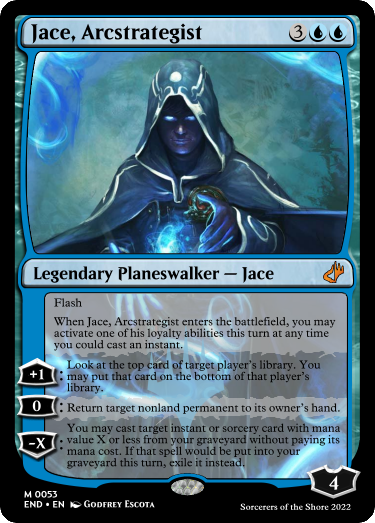 Jace, Arcstrategist 3
Legendary Planeswalker — Jace
Flash
When Jace, Arcstrategist enters the battlefield, you may
activate one of his loyalty abilities this turn at any time
you could cast an instant.
+1: Look at the top card of target player's library. You
may put that card on the bottom of that player's
library.
0: Return target nonland permanent to its owner's hand.
You may cast target instant or sorcery card with mana
-X: value X or less from your graveyard without paying its
mana cost. If that spell would be put into your
graveyard this turn, exile it instead.
4
M 0053
END • EN Godfrey Escota
Sorcerers of the Shore 2022